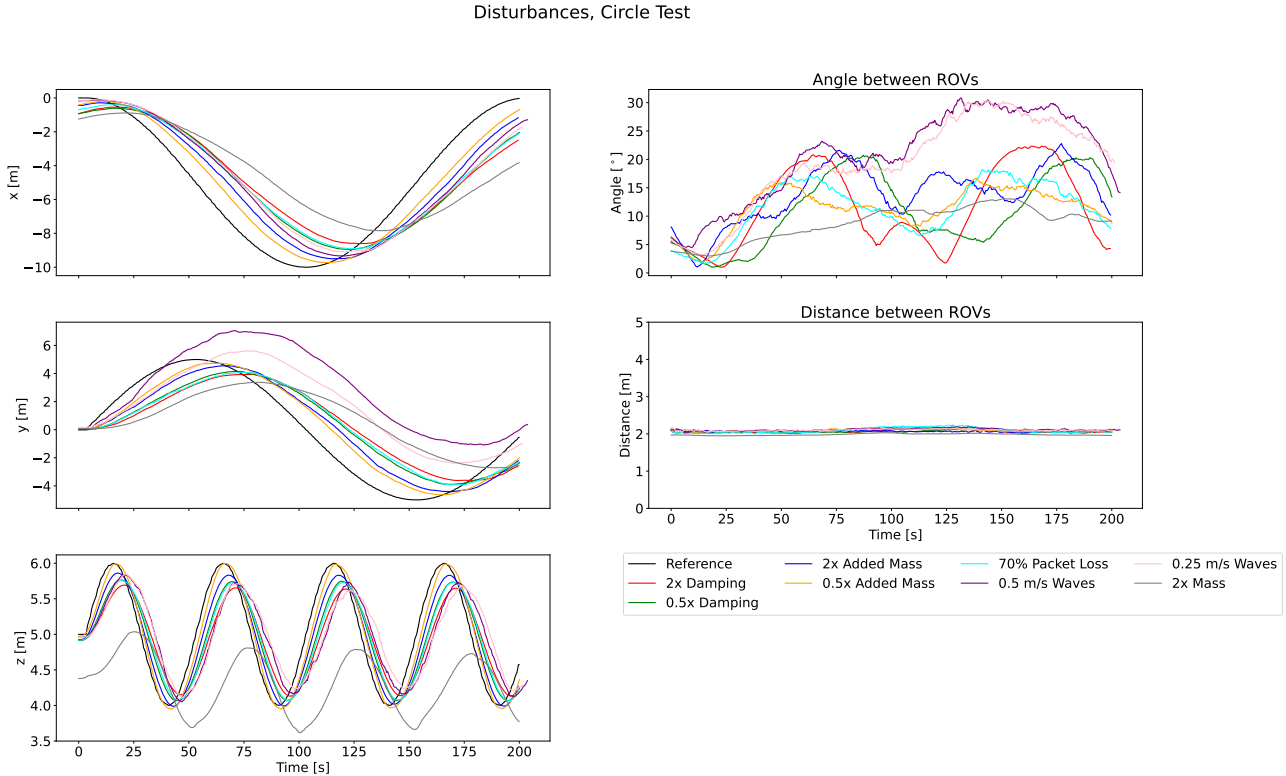 Disturbances, Circle Test
0
−2
−4
−6
−8
−10
x [m]
6
4
2
0
−2
−4
y [m]
6.0
5.5
5.0
4.5
4.0
3.5
z [m]
0 25 50 75 100 125 150 175 200
Time [s]
Angle between ROVs
30
25
20
15
10
5
0
Angle [°]
Distance between ROVs
5
4
3
2
1
0
Distance [m]
0 25 50 75 100 125 150 175 200
Time [s]
Reference 2x Added Mass 70% Packet Loss 0.25 m/s Waves
2x Damping 0.5x Added Mass 0.5 m/s Waves 2x Mass
0.5x Damping